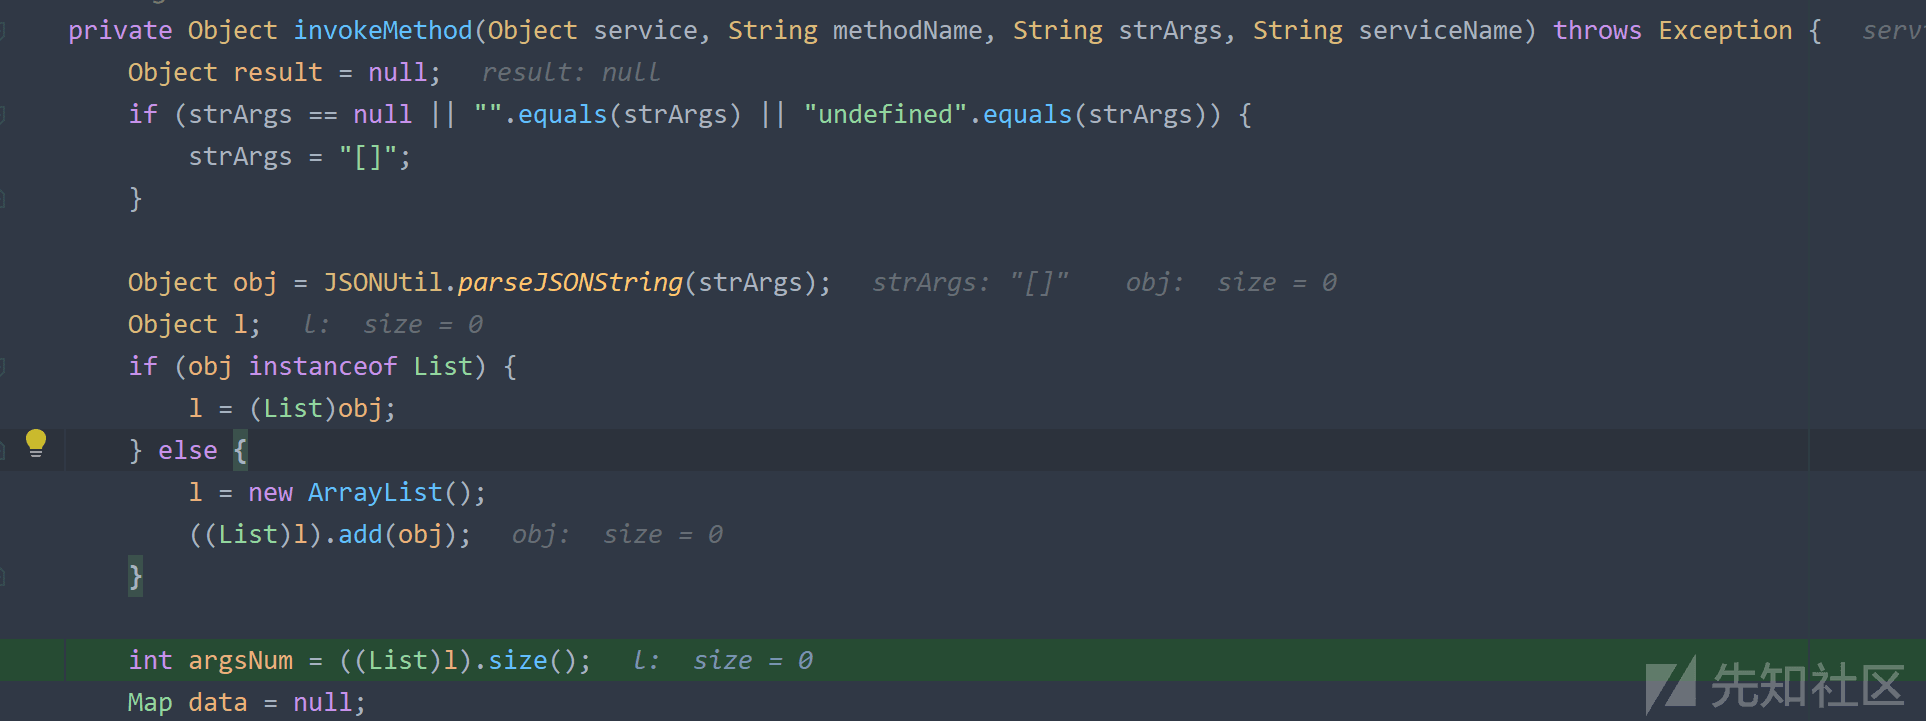 private Object invokeMethod(Object service, String methodName, String strArgs, String serviceName) throws Exception {
Object result = null;   result: null
if (strArgs == null || "".equals(strArgs) || "undefined".equals(strArgs)) {
strArgs = "[]";
}
Object obj = JSONUtil.parseJSONString(strArgs);   strArgs: "[]"    obj:  size = 0
Object l;   l:  size = 0
if (obj instanceof List) {
l = (List)obj;
} else {
l = new ArrayList();
((List)l).add(obj);   obj:  size = 0
}
int argsNum = ((List)l).size();   l:  size = 0
Map data = null;
先知社区